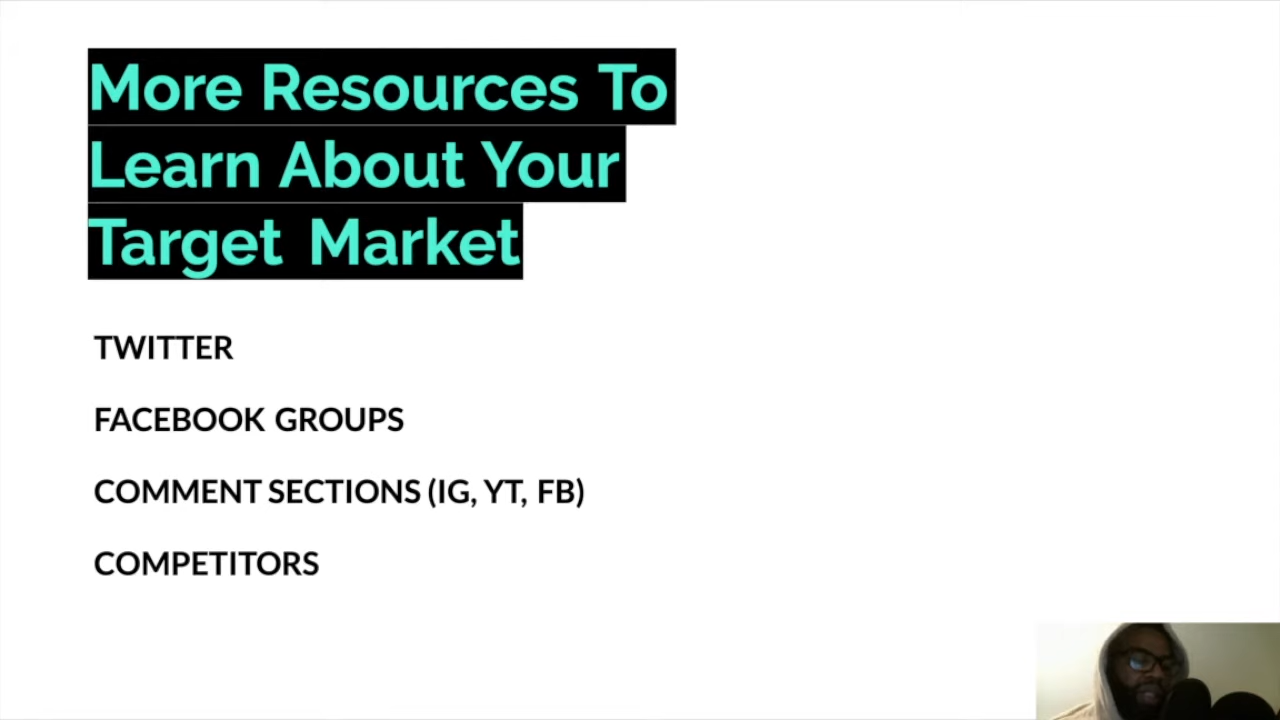 More Resources To
Learn About Your
Target Market
TWITTER
FACEBOOK GROUPS
COMMENT SECTIONS (IG, YT, FB)
COMPETITORS